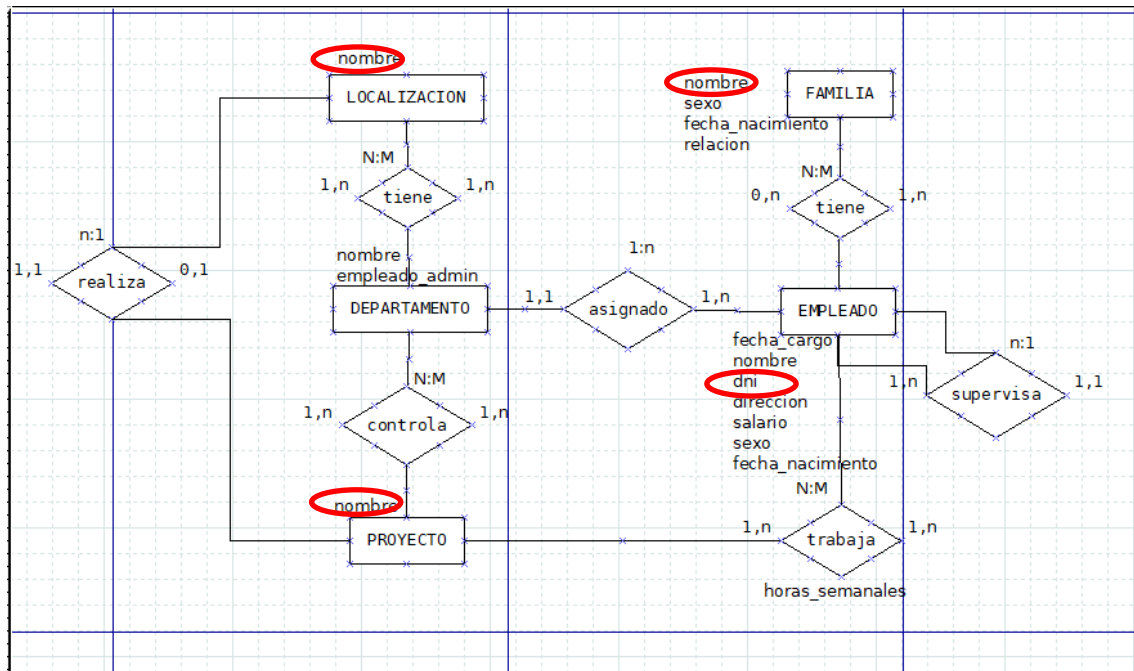 nombre
LOCALIZACION
nombre
sexo
fecha_nacimiento
relacion
FAMILIA
N:M
1,n
tiene
1,n
N:M
0,n
tiene
1,n
n:1
1,1
realiza
0,1
nombre
empleado_admin
DEPARTAMENTO
1:n
1,1
asignado
1,n
EMPLEADO
fecha_cargo
nombre
dni
direccion
salario
sexo
fecha_nacimiento
n:1
1,n
supervisa
1,1
N:M
1,n
controla
1,n
nombre
PROYECTO
N:M
1,n
trabaja
1,n
horas_semanales